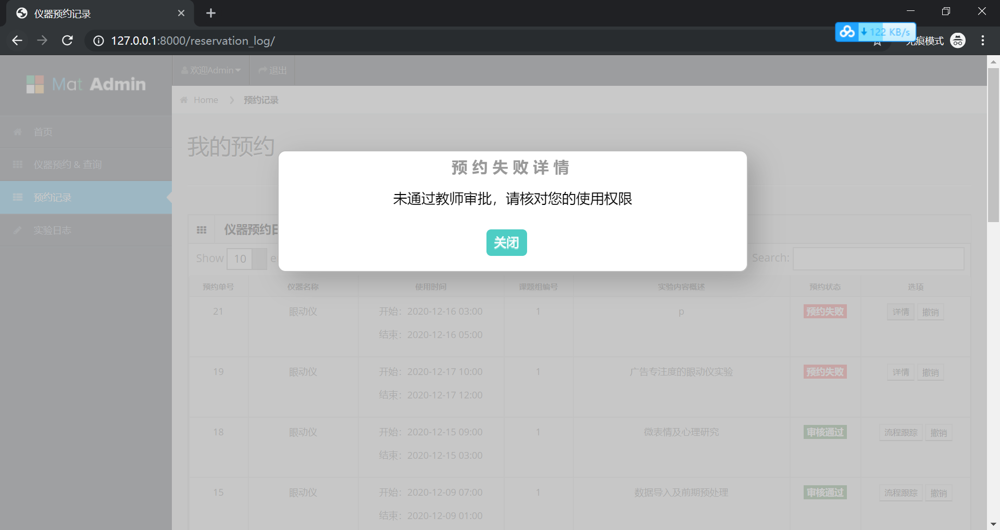 仪器预约记录
127.0.0.1:8000/reservation_log/
122 KB/s
无痕模式
Mat Admin
欢迎Admin
退出
Home
预约记录
首页
仪器预约 & 查询
预约记录
实验日志
我的预约
预约失败详情
未通过教师审批，请核对您的使用权限
关闭
仪器预约日
Show 10 e
Search:
预约单号 仪器名称 使用时间 课题组编号 实验内容概述 预约状态 选项
21 眼动仪 开始：2020-12-16 03:00 1 p 预约失败 详情 撤销
结束：2020-12-16 05:00
19 眼动仪 开始：2020-12-17 10:00 1 广告专注度的眼动仪实验 预约失败 详情 撤销
结束：2020-12-17 12:00
18 眼动仪 开始：2020-12-15 09:00 1 微表情及心理研究 审核通过 流程跟踪 撤销
结束：2020-12-15 03:00
15 眼动仪 开始：2020-12-09 07:00 1 数据导入及前期预处理 审核通过 流程跟踪 撤销
结束：2020-12-09 01:00